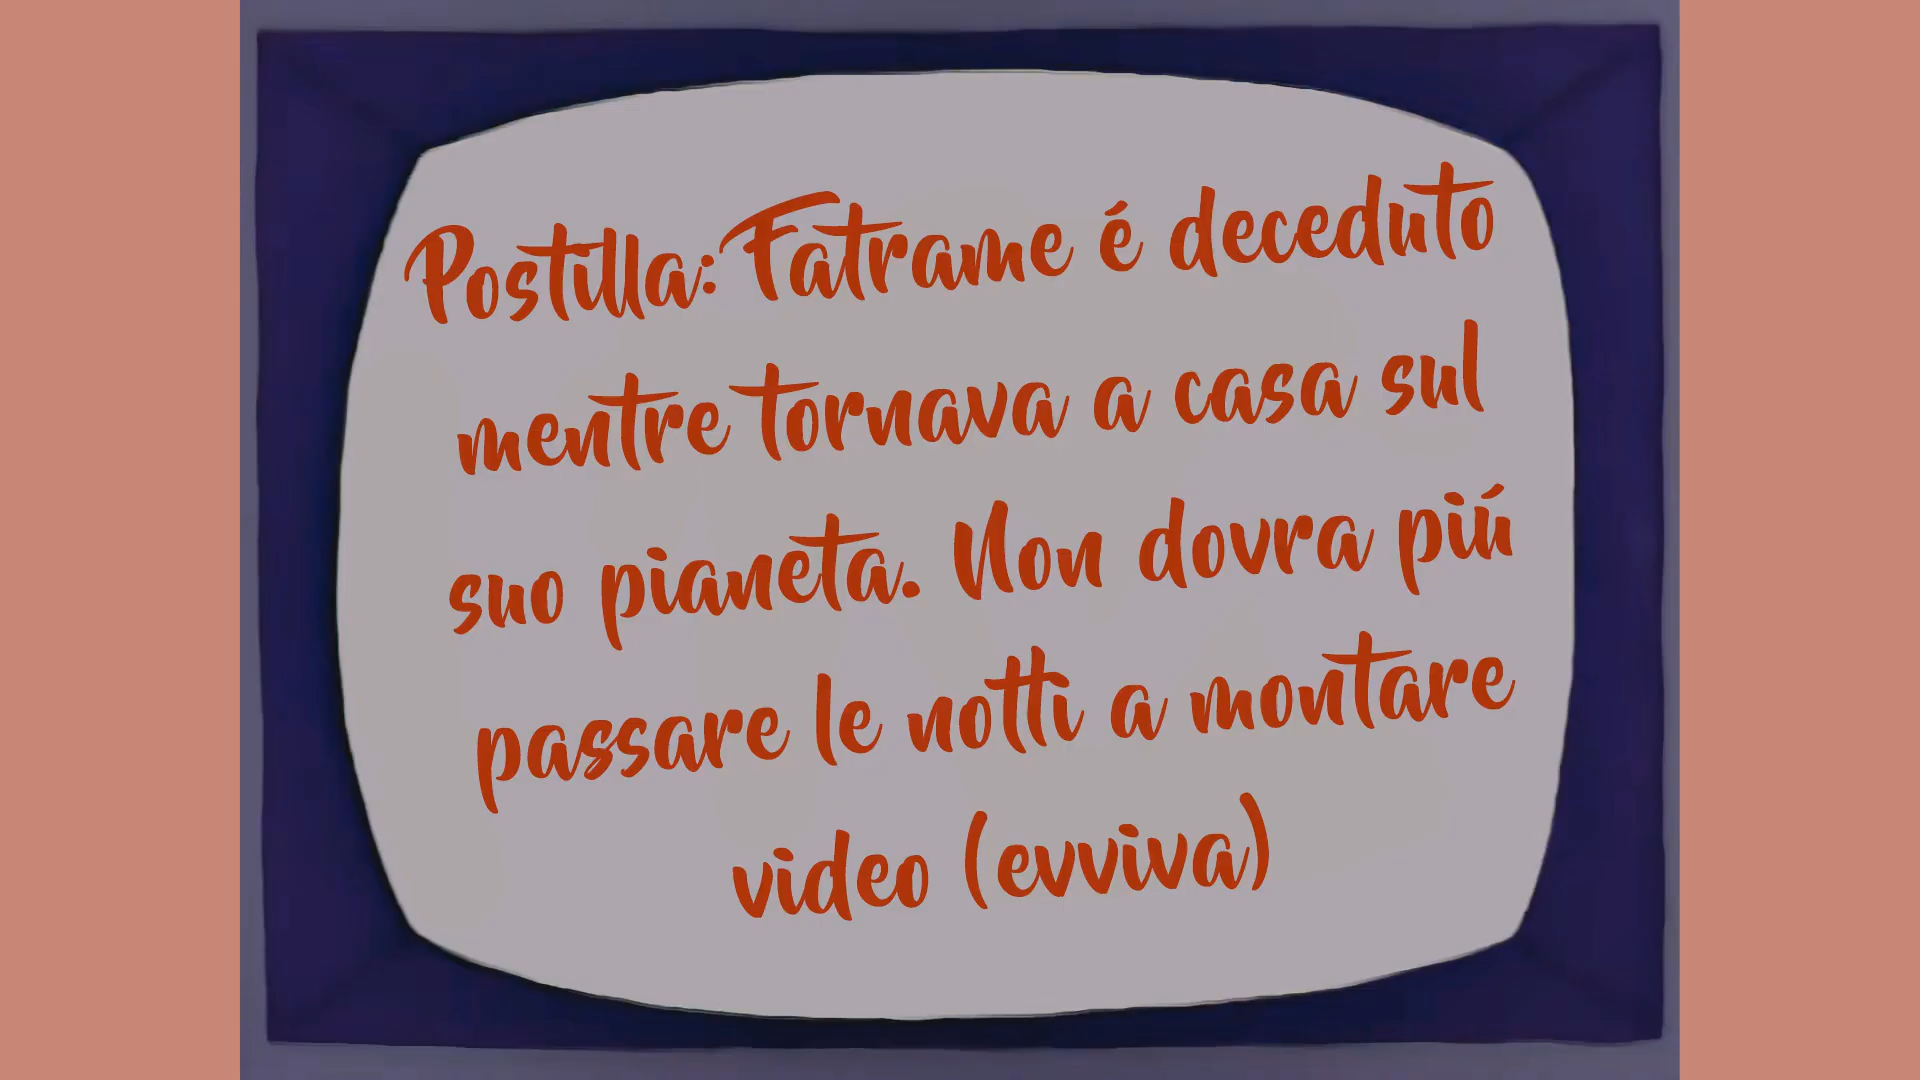 Postilla: Fatrame é deceduto
mentre tornava a casa sul
suo pianeta. Non dovra piú
passare le notti a montare
video (evviva)